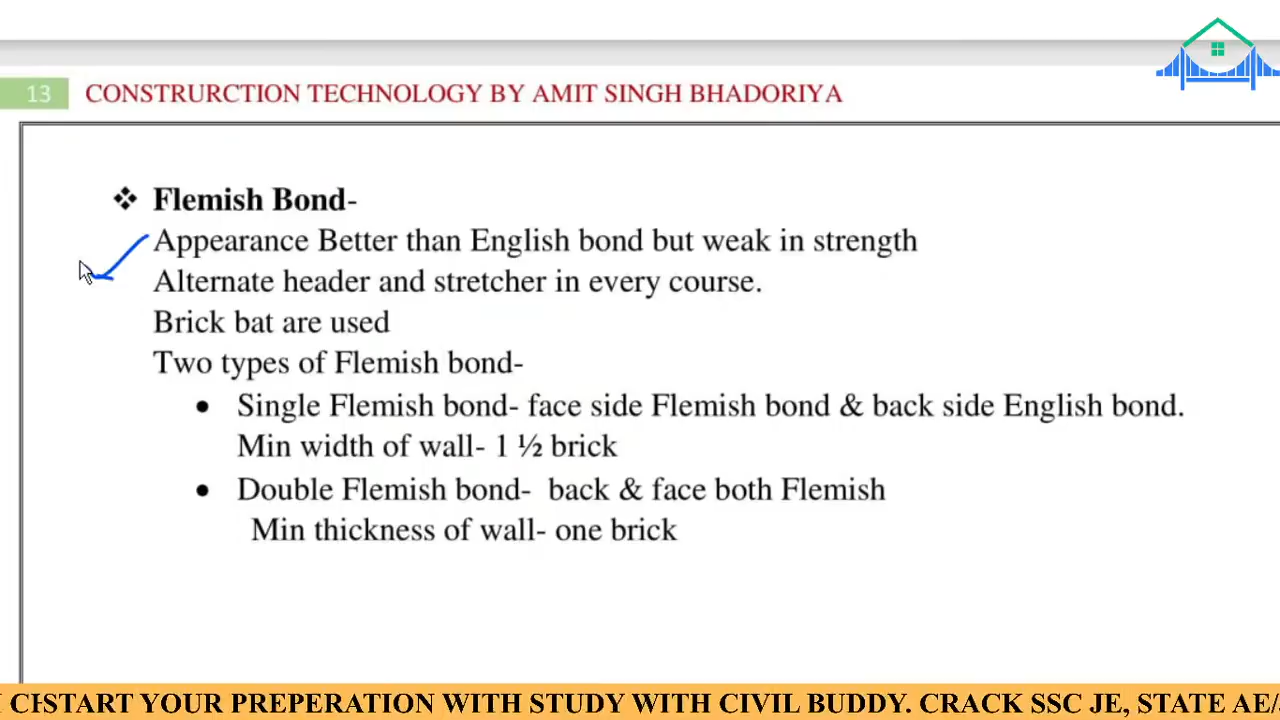 13 CONSTRURCTION TECHNOLOGY BY AMIT SINGH BHADORIYA
❖ Flemish Bond-
Appearance Better than English bond but weak in strength
Alternate header and stretcher in every course.
Brick bat are used
Two types of Flemish bond-
• Single Flemish bond- face side Flemish bond & back side English bond.
Min width of wall- 1 ½ brick
• Double Flemish bond- back & face both Flemish
Min thickness of wall- one brick
START YOUR PREPERATION WITH STUDY WITH CIVIL BUDDY. CRACK SSC JE, STATE AE/